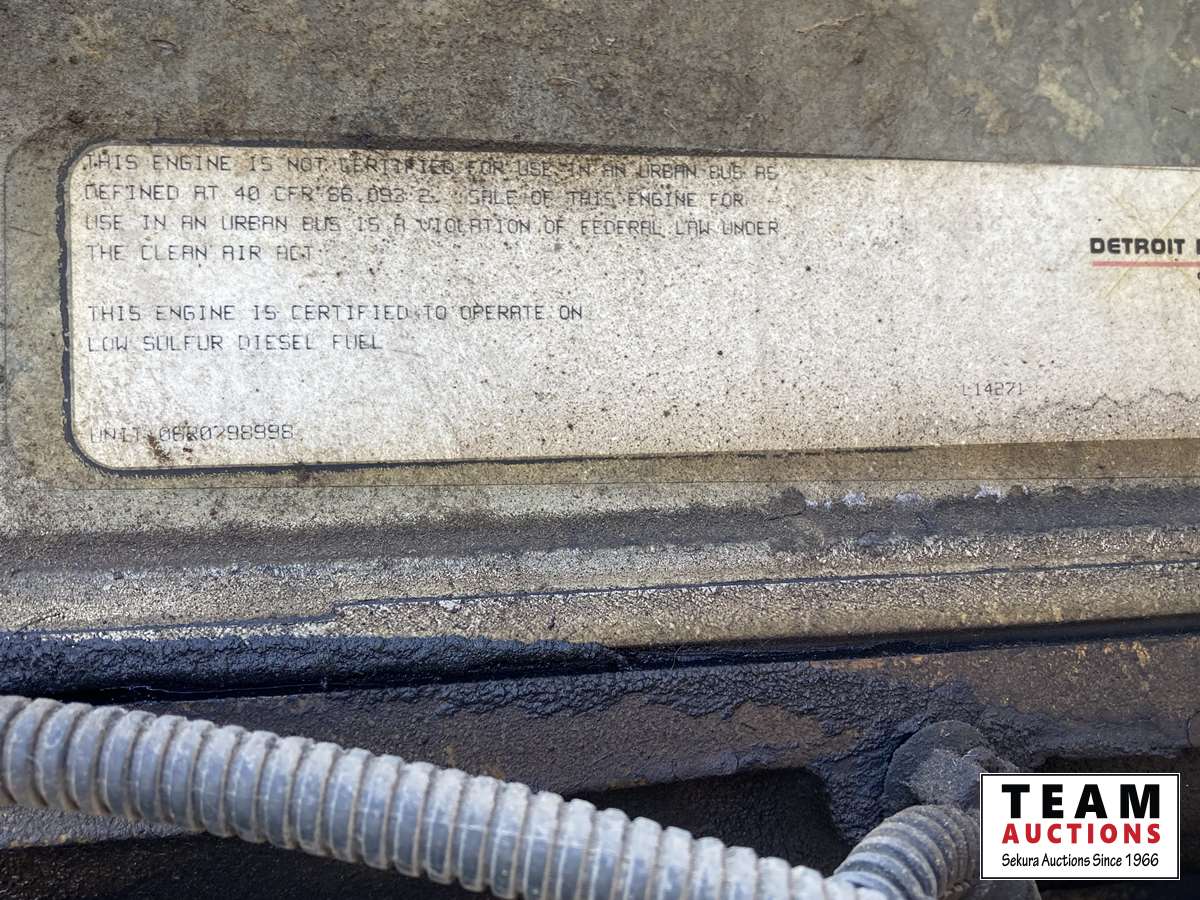 THIS ENGINE IS NOT CERTIFIED FOR USE IN AN URBAN BUS AS
DEFINED AT 40 CFR 86.093 2. SALE OF THIS ENGINE FOR
USE IN AN URBAN BUS IS A VIOLATION OF FEDERAL LAW UNDER
THE CLEAN AIR ACT
THIS ENGINE IS CERTIFIED TO OPERATE ON
LOW SULFUR DIESEL FUEL
UNIT 06R0798998
DETROIT
L14271
TEAM
AUCTIONS
Sekura Auctions Since 1966